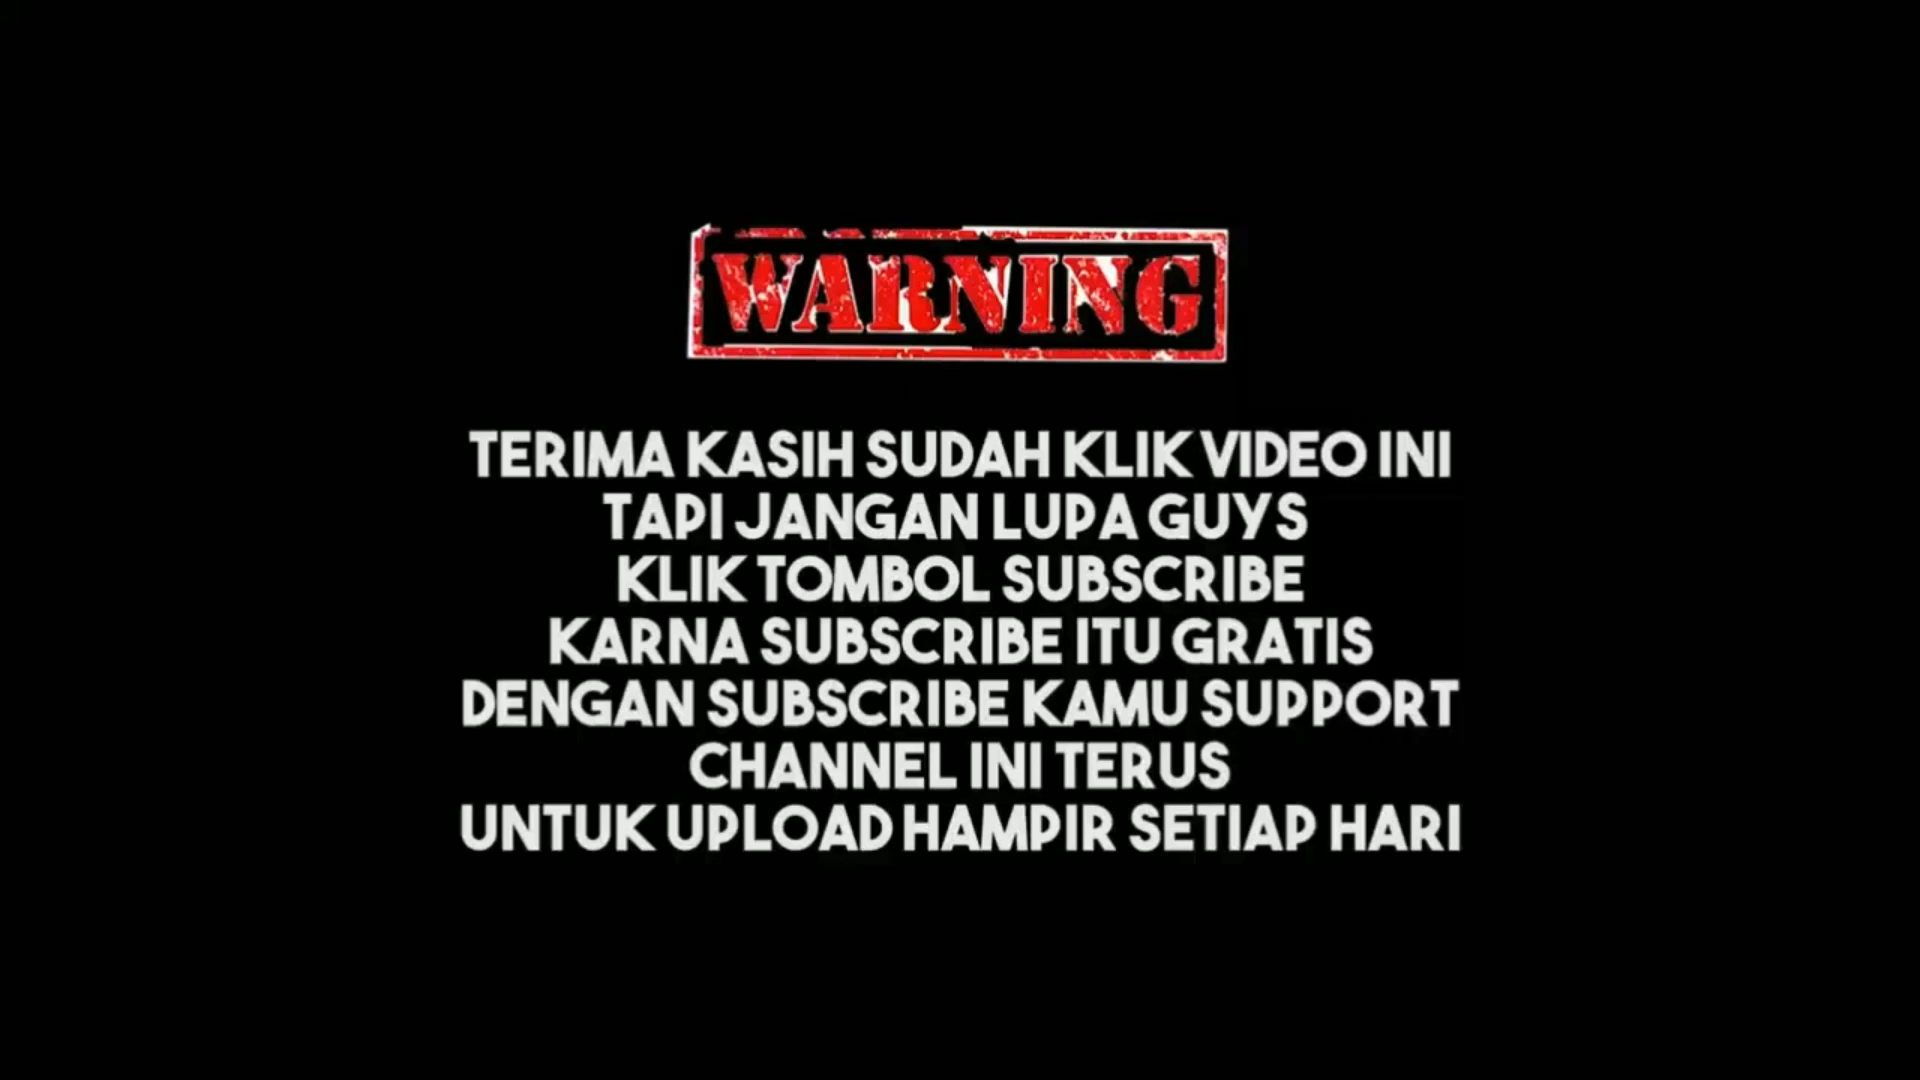 WARNING
TERIMA KASIH SUDAH KLIK VIDEO INI
TAPI JANGAN LUPA GUYS
KLIK TOMBOL SUBSCRIBE
KARNA SUBSCRIBE ITU GRATIS
DENGAN SUBSCRIBE KAMU SUPPORT
CHANNEL INI TERUS
UNTUK UPLOAD HAMPIR SETIAP HARI